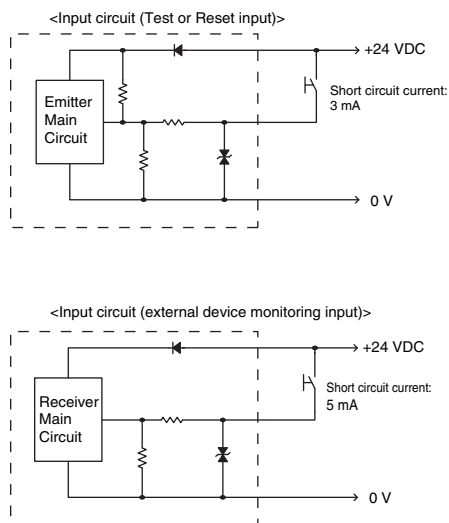 <Input circuit (Test or Reset input)>
+24 VDC
Emitter
Main
Circuit
Short circuit current:
3 mA
0 V
<Input circuit (external device monitoring input)>
+24 VDC
Receiver
Main
Circuit
Short circuit current:
5 mA
0 V